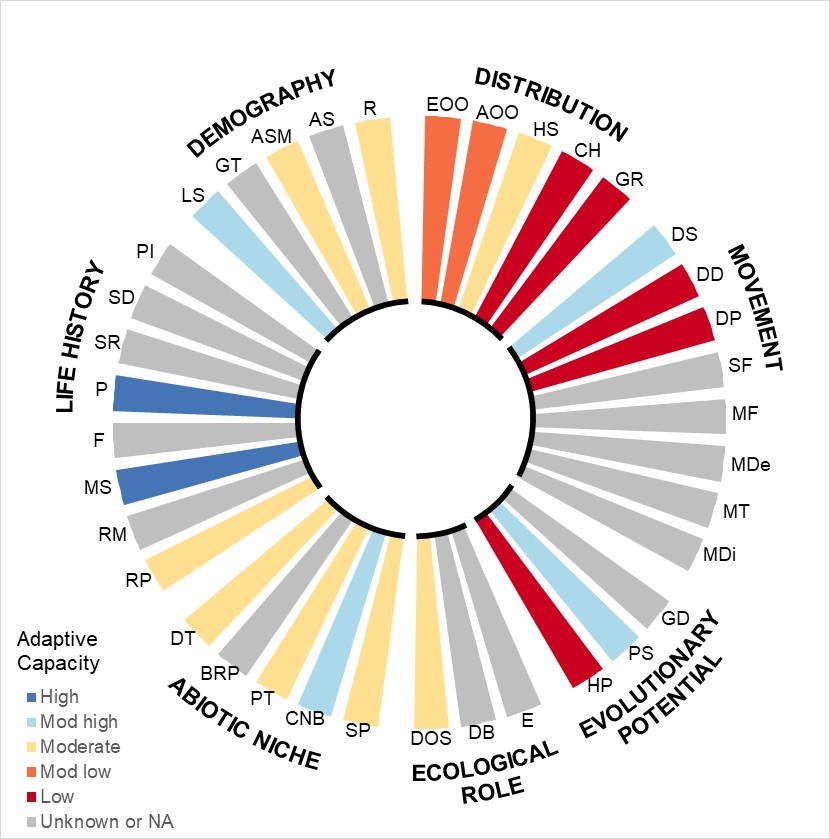 DISTRIBUTION
EOO
AOO
HS
CH
GR
MOVEMENT
DS
DD
DP
SF
MF
MDe
MT
MDi
EVOLUTIONARY
POTENTIAL
GD
PS
HP
ECOLOGICAL
ROLE
E
DB
DOS
ABIOTIC NICHE
SP
CNB
PT
BRP
DT
LIFE HISTORY
RP
RM
MS
F
P
SR
SD
PI
DEMOGRAPHY
LS
GT
ASM
AS
R
Adaptive
Capacity
High
Mod high
Moderate
Mod low
Low
Unknown or NA